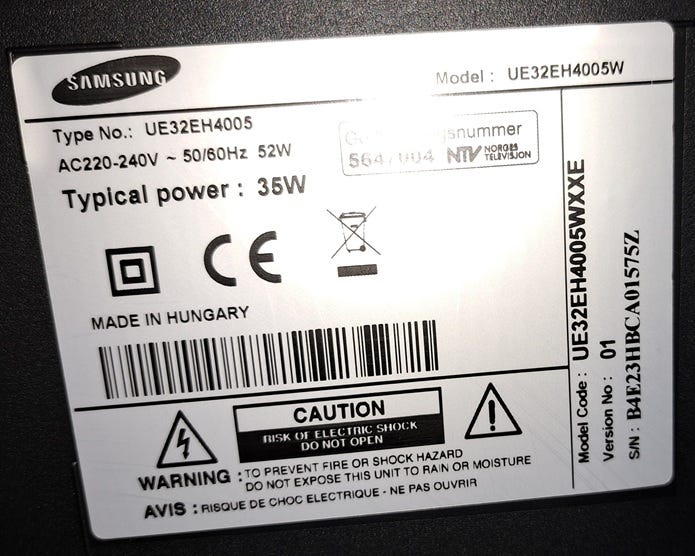 SAMSUNG
Model : UE32EH4005W
Type No.: UE32EH4005
AC220-240V ~ 50/60Hz 52W
Typical power : 35W
snummer
564 004 NTV NORGES TELEVISJON
CE
MADE IN HUNGARY
CAUTION
RISK OF ELECTRIC SHOCK
DO NOT OPEN
WARNING : TO PREVENT FIRE OR SHOCK HAZARD
DO NOT EXPOSE THIS UNIT TO RAIN OR MOISTURE
AVIS : RISQUE DE CHOC ELECTRIQUE - NE PAS OUVRIR
Model Code : UE32EH4005WXXE
Version No : 01
S/N : B4E23HBCA01575Z